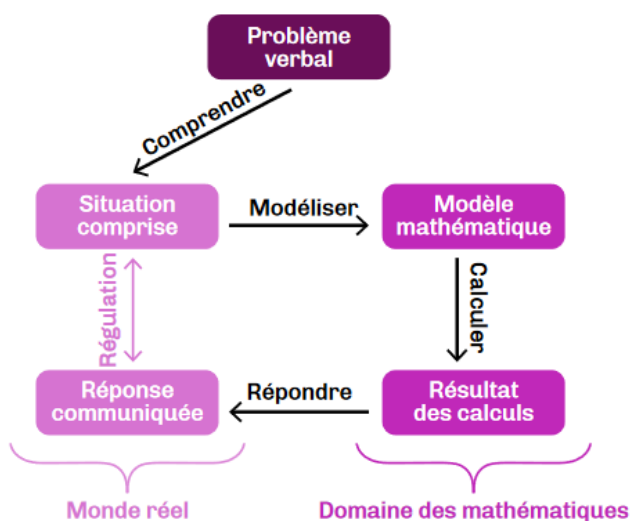 Problème
verbal
Comprendre
Situation
comprise
Modéliser
Modèle
mathématique
Régulation
Calculer
Réponse
communiquée
Répondre
Résultat
des calculs
Monde réel
Domaine des mathématiques